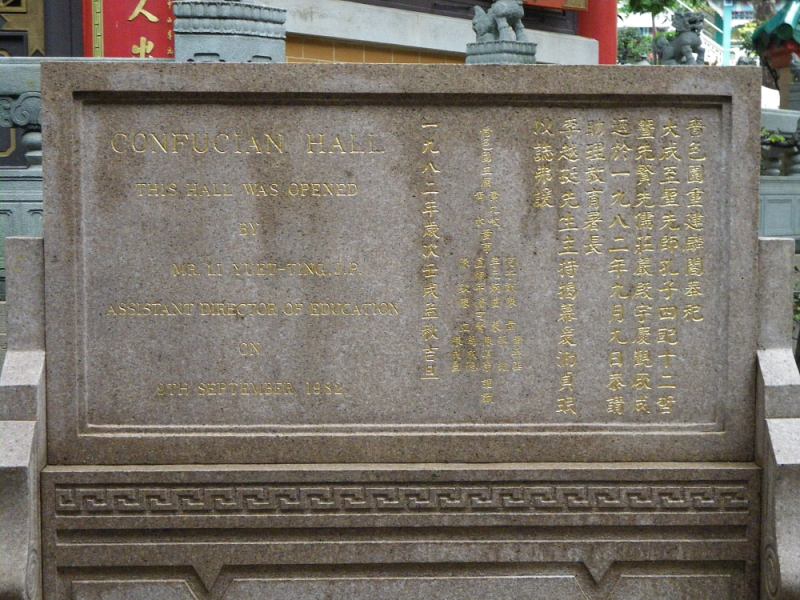 CONFUCIAN HALL
THIS HALL WAS OPENED
BY
MR. LI YUET-TING, J.P.
ASSISTANT DIRECTOR OF EDUCATION
ON
9TH SEPTEMBER 1982
嗇色園重建麟閣奉祀
大成至聖先師孔子四配十二哲
暨先賢先儒莊嚴殿宇慶觀厥成
迺於一九八二年九月九日恭請
助理教育署長
李越挺先生主持揭幕爰泐貞珉
以誌弗諼
一九八二年歲次壬戌孟秋吉旦